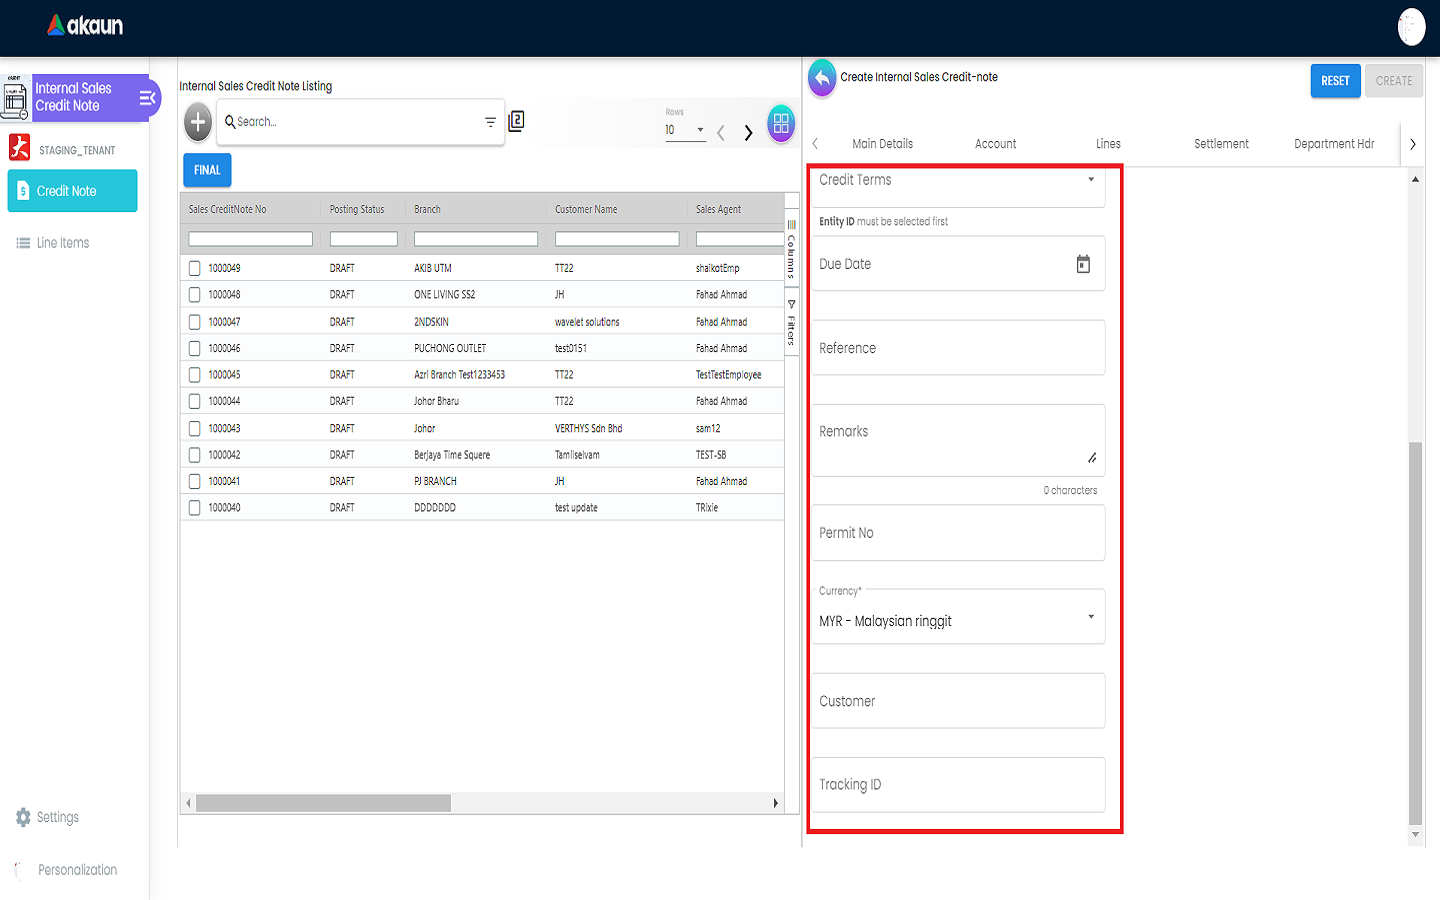 akaun
Internal Sales
Credit Note
STAGING_TENANT
Credit Note
Line Items
Settings
Personalization
Internal Sales Credit Note Listing
Search...
2
Rows
10
FINAL
Sales CreditNote No Posting Status Branch Customer Name Sales Agent
1000049 DRAFT AKIB UTM TT22 shaikatEmp
1000048 DRAFT ONE LIVING SS2 JH Fahad Ahmad
1000047 DRAFT 2NDSKIN wavelet solutions Fahad Ahmad
1000046 DRAFT PUCHONG OUTLET test0151 Fahad Ahmad
1000045 DRAFT Azri Branch Test1233453 TT22 TestTestEmployee
1000044 DRAFT Johor Bharu TT22 Fahad Ahmad
1000043 DRAFT Johor VERTHYS Sdn Bhd sam12
1000042 DRAFT Berjaya Time Squere Tamilselvam TEST-SB
1000041 DRAFT PJ BRANCH JH Fahad Ahmad
1000040 DRAFT DDDDDDD test update TRixie
Columns
Filters
Create Internal Sales Credit-note
RESET CREATE
Main Details Account Lines Settlement Department Hdr
Credit Terms
Entity ID must be selected first
Due Date
Reference
Remarks
0 characters
Permit No
Currency*
MYR - Malaysian ringgit
Customer
Tracking ID